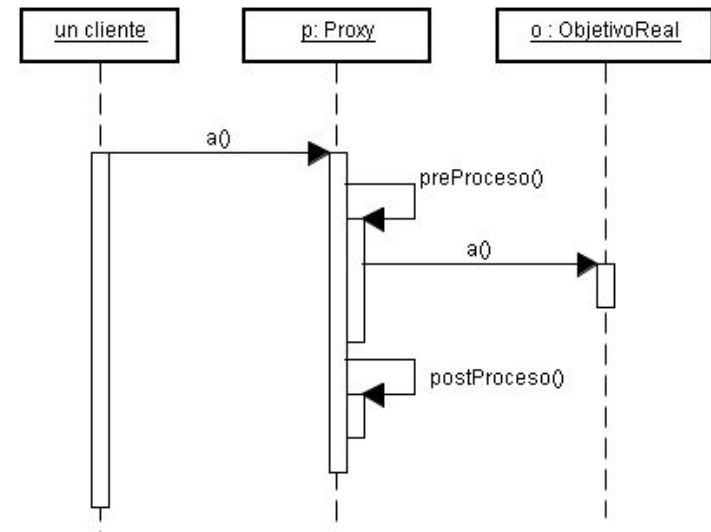 un cliente
p: Proxy
o : ObjetivoReal
a()
preProceso()
a()
postProceso()